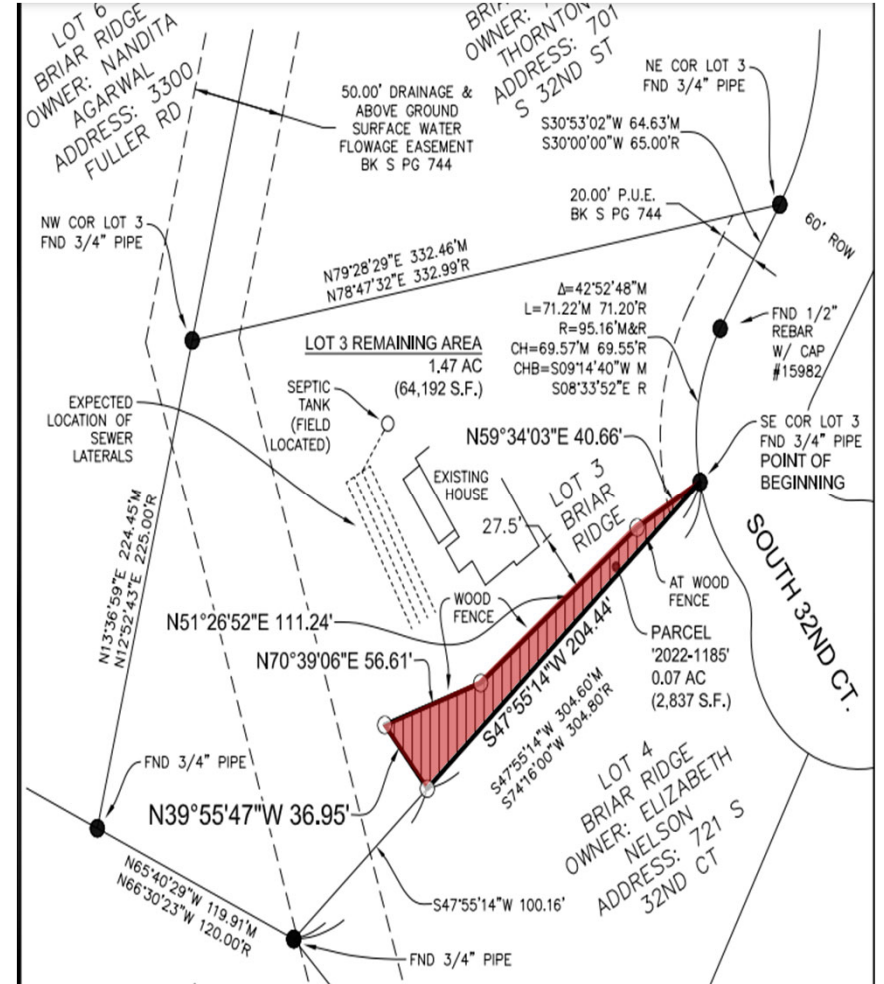 LOT 6
BRIAR RIDGE
OWNER: NANDITA
AGARWAL
ADDRESS: 3300
FULLER RD
OWNER:
THORNTON
ADDRESS: 701
S 32ND ST
NE COR LOT 3
FND 3/4" PIPE
50.00' DRAINAGE &
ABOVE GROUND
SURFACE WATER
FLOWAGE EASEMENT
BK S PG 744
S30°53'02"W 64.63'M
S30°00'00"W 65.00'R
20.00' P.U.E.
BK S PG 744
60' ROW
NW COR LOT 3
FND 3/4" PIPE
N79°28'29"E 332.46'M
N78°47'32"E 332.99'R
Δ=42°52'48"M
L=71.22'M 71.20'R
R=95.16'M&R
CH=69.57'M 69.55'R
CHB=S09°14'40"W M
S08°33'52"E R
FND 1/2"
REBAR
W/ CAP
#15982
LOT 3 REMAINING AREA
1.47 AC
(64,192 S.F.)
SEPTIC
TANK
(FIELD
LOCATED)
EXPECTED
LOCATION OF
SEWER
LATERALS
N59°34'03"E 40.66'
SE COR LOT 3
FND 3/4" PIPE
POINT OF
BEGINNING
EXISTING
HOUSE
LOT 3
BRIAR
RIDGE
27.5'
N13°36'59"E 224.45'M
N12°52'43"E 225.00'R
SOUTH 32ND CT.
AT WOOD
FENCE
WOOD
FENCE
N51°26'52"E 111.24'
N70°39'06"E 56.61'
S47°55'14"W 204.44'
PARCEL
'2022-1185'
0.07 AC
(2,837 S.F.)
S47°55'14"W 304.60'M
S74°16'00"W 304.80'R
FND 3/4" PIPE
N39°55'47"W 36.95'
LOT 4
BRIAR RIDGE
OWNER: ELIZABETH
NELSON
ADDRESS: 721 S
32ND CT
N65°40'29"W 119.91'M
N66°30'23"W 120.00'R
S47°55'14"W 100.16'
FND 3/4" PIPE